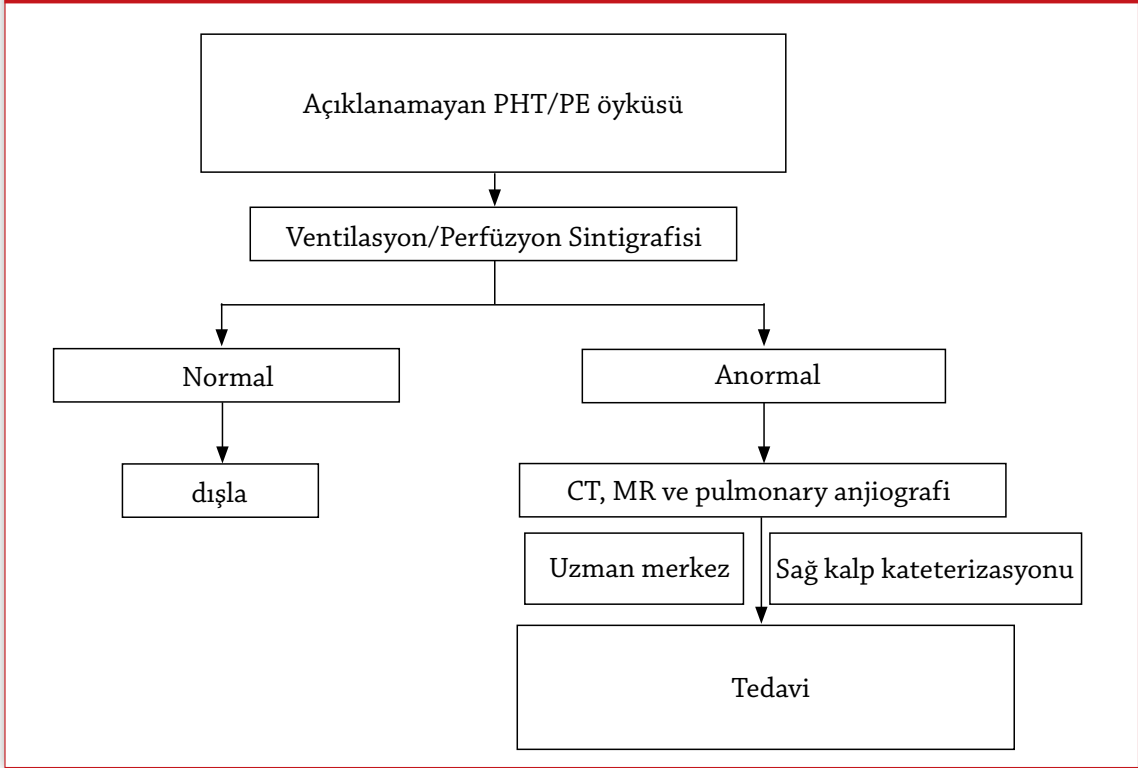 Açıklanamayan PHT/PE öyküsü
Ventilasyon/Perfüzyon Sintigrafisi
Normal
Anormal
dışla
CT, MR ve pulmonary anjiografi
Uzman merkez
Sağ kalp kateterizasyonu
Tedavi